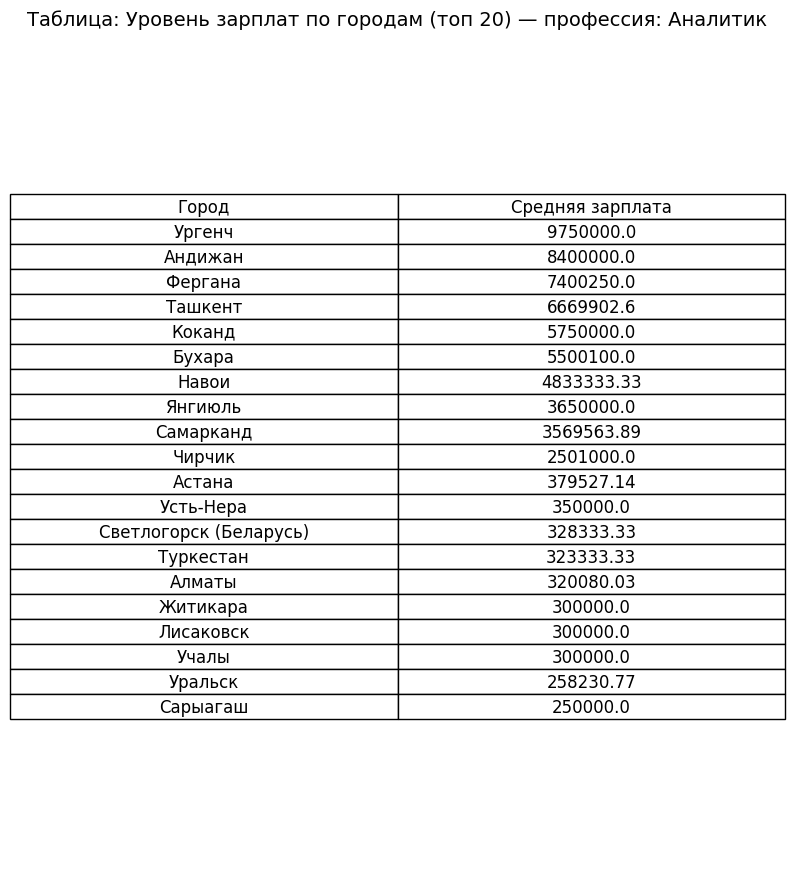 Таблица: Уровень зарплат по городам (топ 20) — профессия: Аналитик
Город Средняя зарплата
Ургенч 9750000.0
Андижан 8400000.0
Фергана 7400250.0
Ташкент 6669902.6
Коканд 5750000.0
Бухара 5500100.0
Навои 4833333.33
Янгиюль 3650000.0
Самарканд 3569563.89
Чирчик 2501000.0
Астана 379527.14
Усть-Нера 350000.0
Светлогорск (Беларусь) 328333.33
Туркестан 323333.33
Алматы 320080.03
Житикара 300000.0
Лисаковск 300000.0
Учалы 300000.0
Уральск 258230.77
Сарыагаш 250000.0